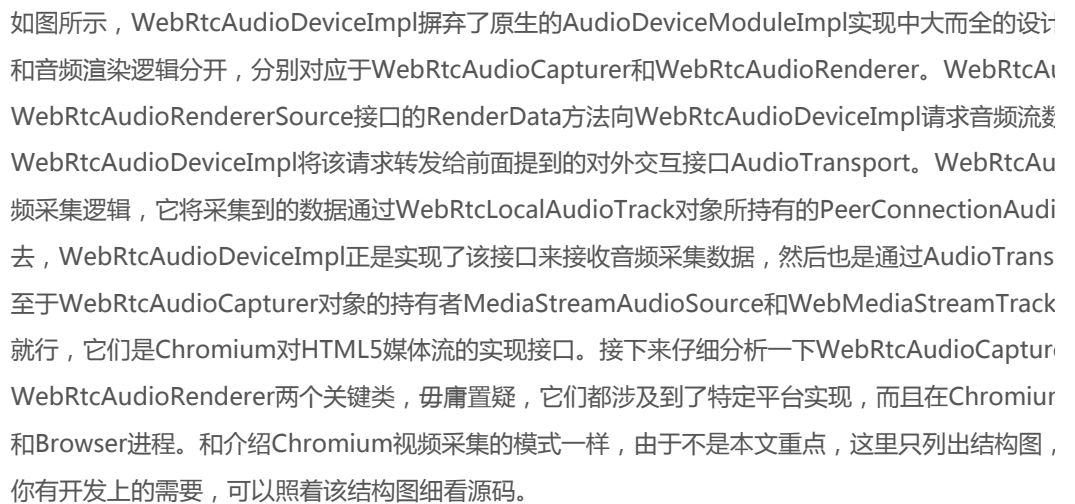 如图所示，WebRtcAudioDeviceImpl摒弃了原生的AudioDeviceModuleImpl实现中大而全的设计
和音频渲染逻辑分开，分别对应于WebRtcAudioCapturer和WebRtcAudioRenderer。WebRtcAu
WebRtcAudioRendererSource接口的RenderData方法向WebRtcAudioDeviceImpl请求音频流数
WebRtcAudioDeviceImpl将该请求转发给前面提到的对外交互接口AudioTransport。WebRtcAu
频采集逻辑，它将采集到的数据通过WebRtcLocalAudioTrack对象所持有的PeerConnectionAudi
去，WebRtcAudioDeviceImpl正是实现了该接口来接收音频采集数据，然后也是通过AudioTrans
至于WebRtcAudioCapturer对象的持有者MediaStreamAudioSource和WebMediaStreamTrack
就行，它们是Chromium对HTML5媒体流的实现接口。接下来仔细分析一下WebRtcAudioCapture
WebRtcAudioRenderer两个关键类，毋庸置疑，它们都涉及到了特定平台实现，而且在Chromium
和Browser进程。和介绍Chromium视频采集的模式一样，由于不是本文重点，这里只列出结构图，
你有开发上的需要，可以照着该结构图细看源码。